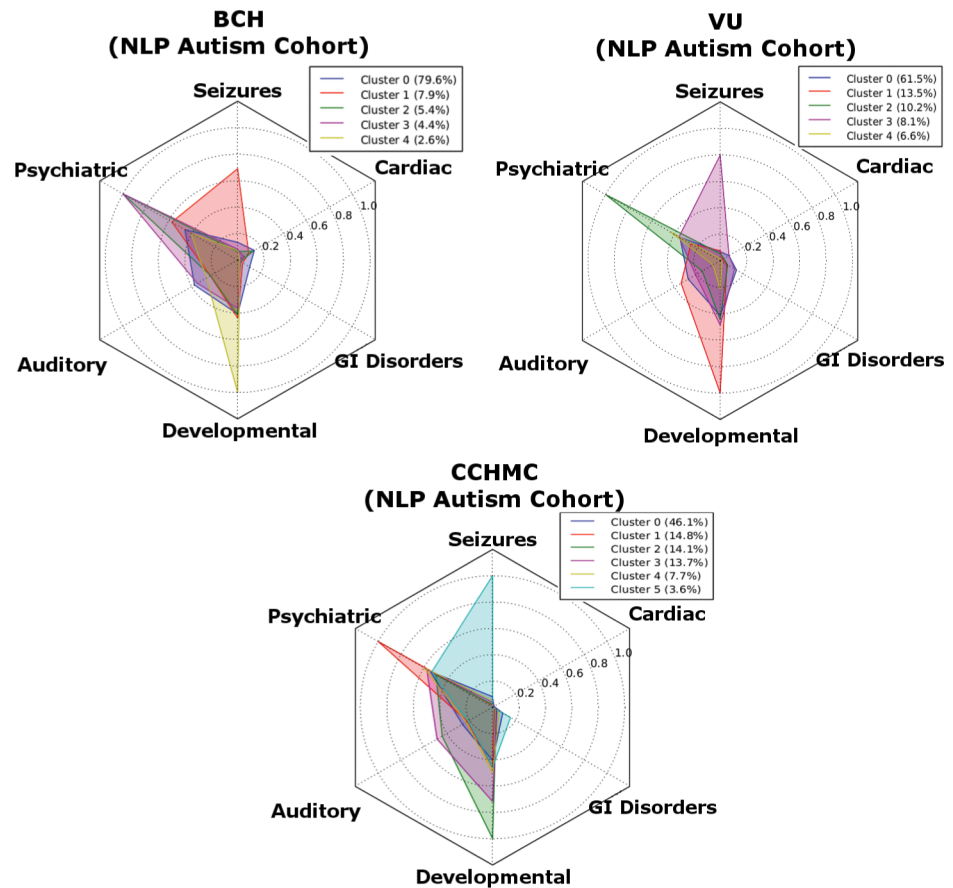 BCH
(NLP Autism Cohort)
Cluster 0 (79.6%)
Cluster 1 (7.9%)
Cluster 2 (5.4%)
Cluster 3 (4.4%)
Cluster 4 (2.6%)
Seizures
Cardiac
Psychiatric
1.0
0.8
0.6
0.4
0.2
Auditory
GI Disorders
Developmental
VU
(NLP Autism Cohort)
Cluster 0 (61.5%)
Cluster 1 (13.5%)
Cluster 2 (10.2%)
Cluster 3 (8.1%)
Cluster 4 (6.6%)
Seizures
Cardiac
Psychiatric
1.0
0.8
0.6
0.4
0.2
Auditory
GI Disorders
Developmental
CCHMC
(NLP Autism Cohort)
Cluster 0 (46.1%)
Cluster 1 (14.8%)
Cluster 2 (14.1%)
Cluster 3 (13.7%)
Cluster 4 (7.7%)
Cluster 5 (3.6%)
Seizures
Cardiac
Psychiatric
1.0
0.8
0.6
0.4
0.2
Auditory
GI Disorders
Developmental